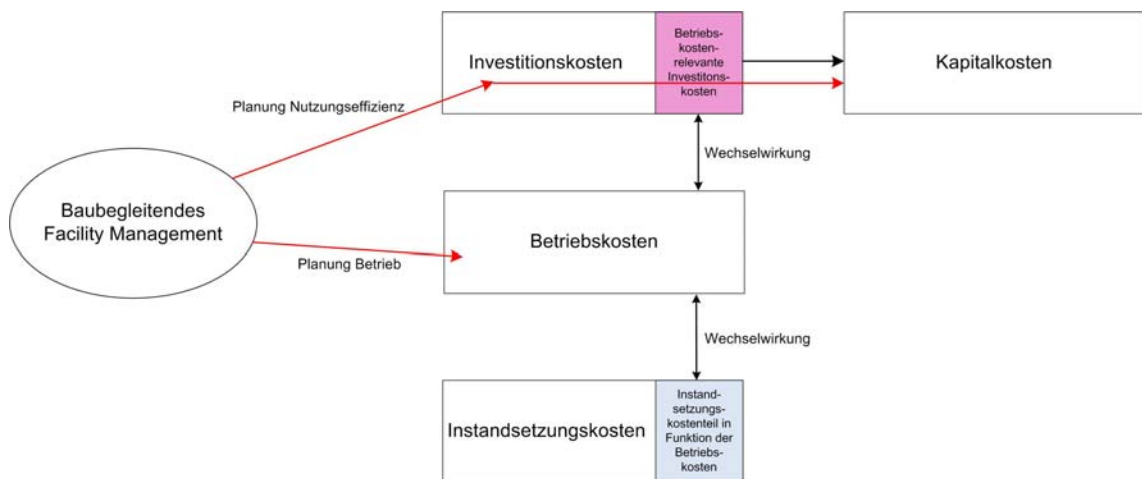 Investitionskosten
Betriebs-
kosten-
relevante
Investitons-
kosten
Kapitalkosten
Planung Nutzungseffizienz
Wechselwirkung
Baubegleitendes
Facility Management
Betriebskosten
Planung Betrieb
Wechselwirkung
Instandsetzungskosten
Instand-
setzungs-
kostenteil in
Funktion der
Betriebs-
kosten